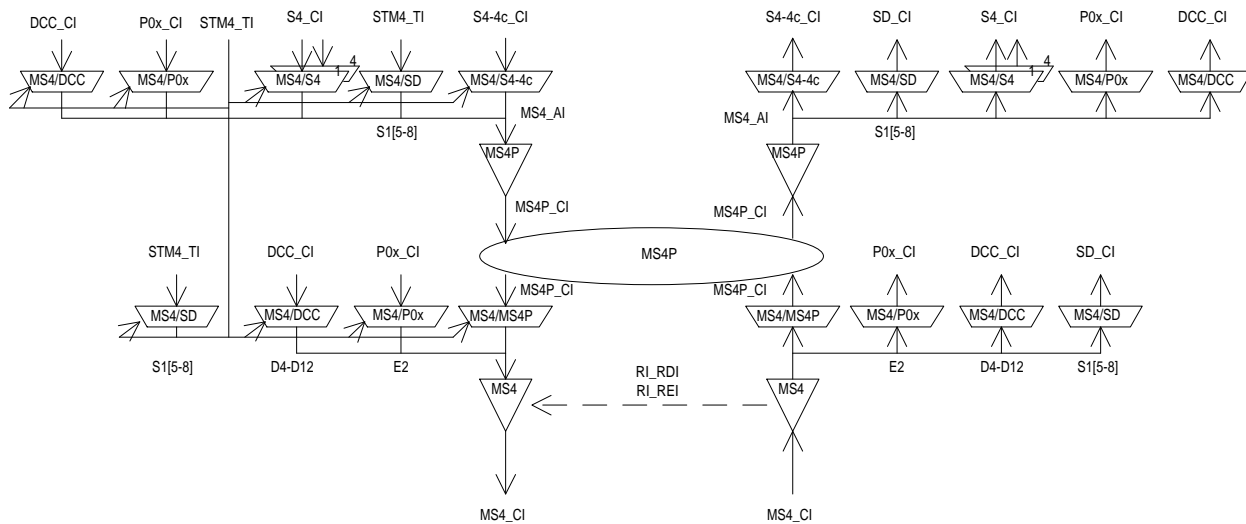 DCC_CI P0x_CI STM4_TI S4_CI STM4_TI S4-4c_CI S4-4c_CI SD_CI S4_CI P0x_CI DCC_CI
4 4
1 1
MS4/DCC MS4/P0x MS4/S4 MS4/SD MS4/S4-4c MS4/S4-4c MS4/SD MS4/S4 MS4/P0x MS4/DCC
MS4_AI MS4_AI
S1[5-8] S1[5-8]
MS4P MS4P
MS4P_CI MS4P_CI
STM4_TI DCC_CI P0x_CI MS4P P0x_CI DCC_CI SD_CI
MS4P_CI MS4P_CI
MS4/SD MS4/DCC MS4/P0x MS4/MS4P MS4/MS4P MS4/P0x MS4/DCC MS4/SD
S1[5-8] D4-D12 E2 E2 D4-D12 S1[5-8]
RI_RDI
RI_REI
MS4 MS4
MS4_CI MS4_CI